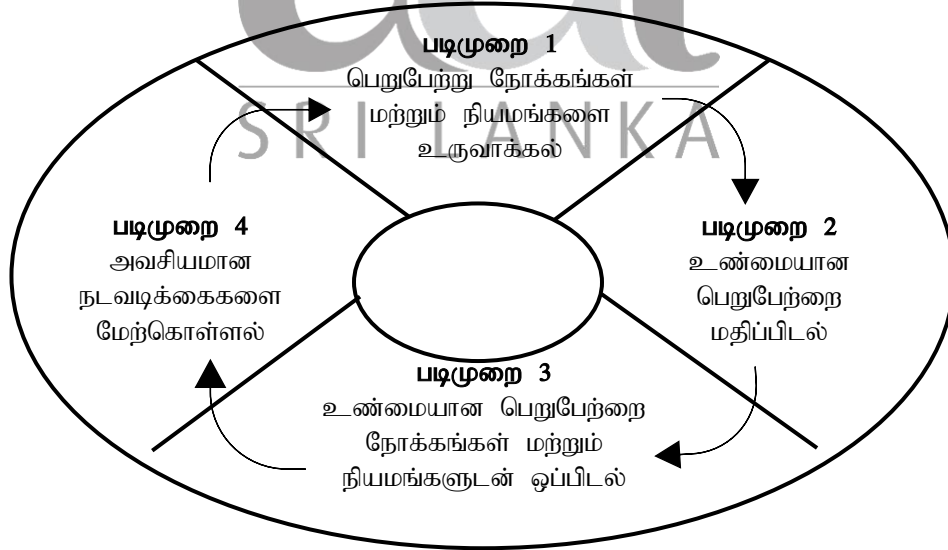 படிமுறை 1
பெறுபேற்று நோக்கங்கள்
மற்றும் நியமங்களை
உருவாக்கல்
SRI LANKA
படிமுறை 2
உண்மையான
பெறுபேற்றை
மதிப்பிடல்
படிமுறை 3
உண்மையான பெறுபேற்றை
நோக்கங்கள் மற்றும்
நியமங்களுடன் ஒப்பிடல்
படிமுறை 4
அவசியமான
நடவடிக்கைகளை
மேற்கொள்ளல்